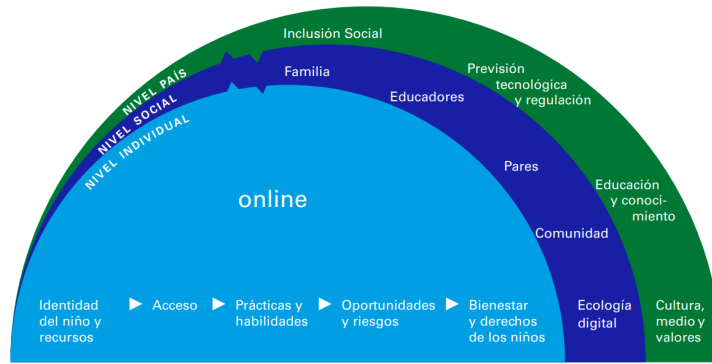 Inclusión Social
Previsión
tecnológica
y regulación
Educación
y conoci-
miento
Cultura,
medio y
valores
NIVEL PAÍS
NIVEL SOCIAL
NIVEL INDIVIDUAL
Familia
Educadores
Pares
Comunidad
Ecología
digital
online
Identidad
del niño y
recursos
Acceso
Prácticas y
habilidades
Oportunidades
y riesgos
Bienestar
y derechos
de los niños